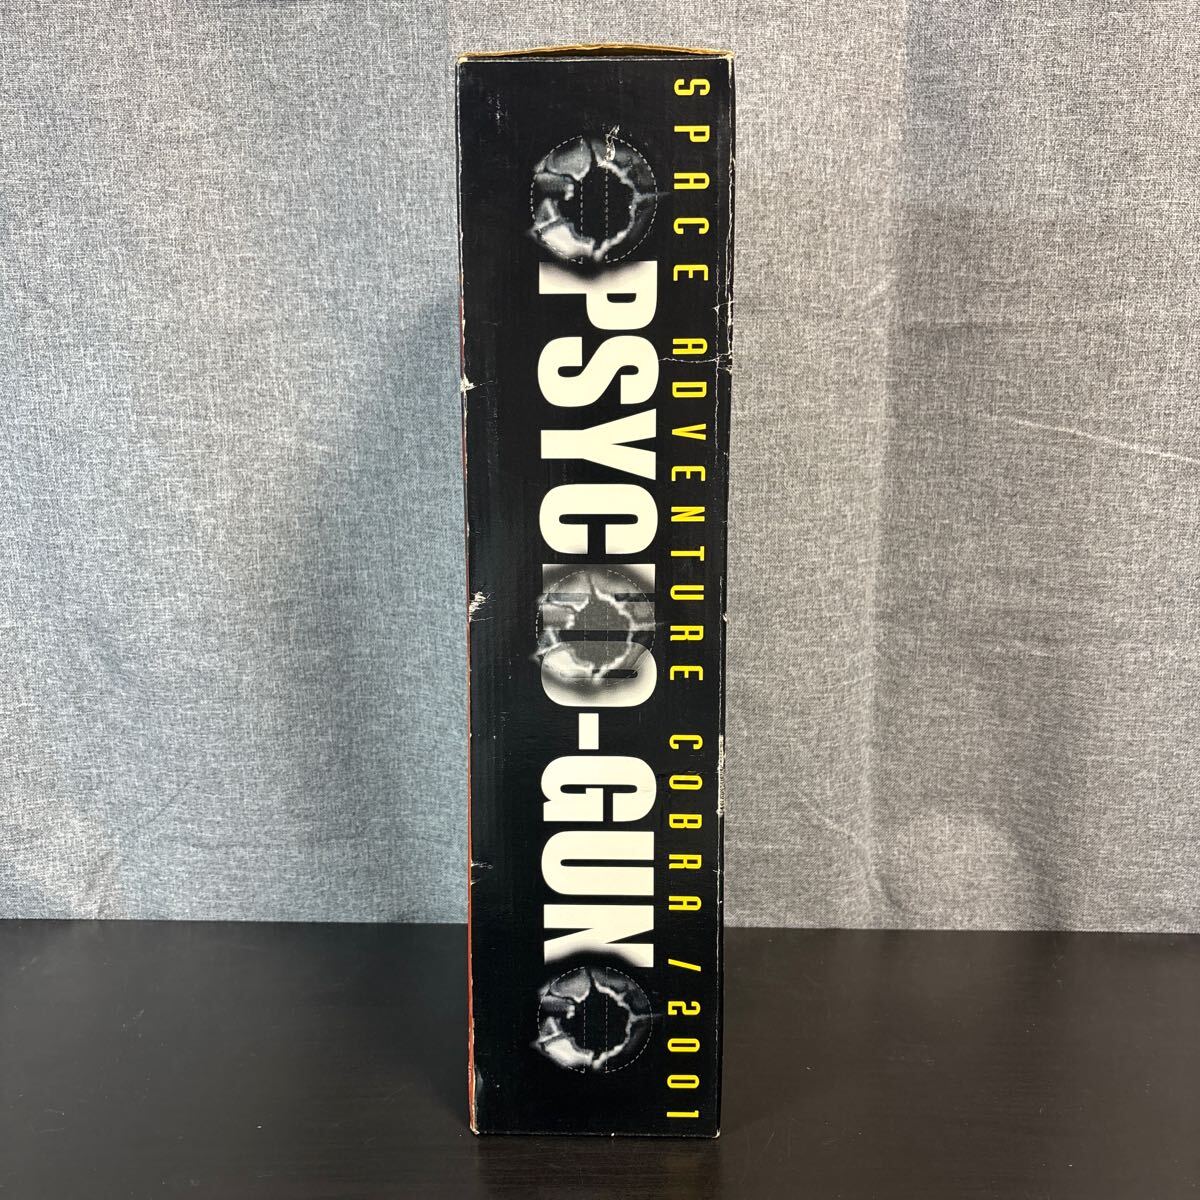 SPACE ADVENTURE COBRA / 2001
PSYCHO-GUN